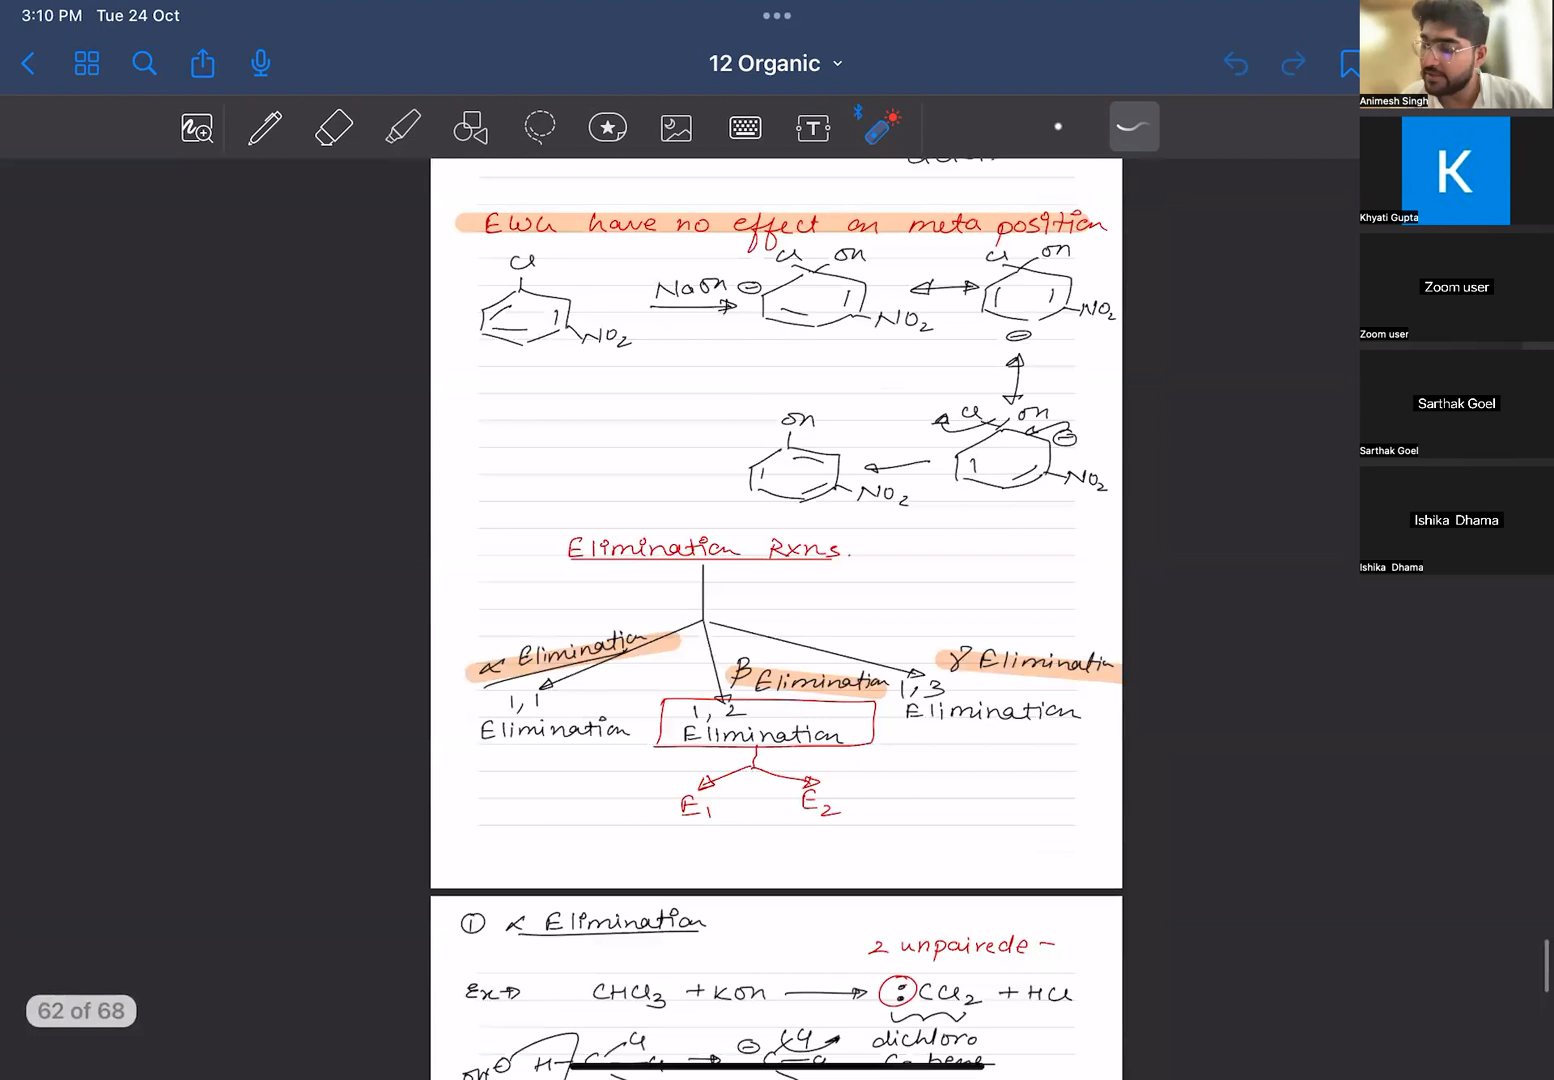 3:10 PM Tue 24 Oct
12 Organic
Animesh Singh
K
Khyati Gupta
Zoom user
Zoom user
Sarthak Goel
Sarthak Goel
Ishika Dhama
Ishika Dhama
EWG have no effect on meta position
Cl
NO2
NaOH
Cl OH
NO2
Cl OH
NO2
OH
NO2
Cl OH
NO2
Elimination Rxns.
α Elimination
1,1
Elimination
β Elimination
1, 2
Elimination
γ Elimination
1,3
Elimination
E1
E2
① α Elimination
2 unpaired e-
Ex→ CHCl3 + KOH → :CCl2 + HCl
dichloro
62 of 68